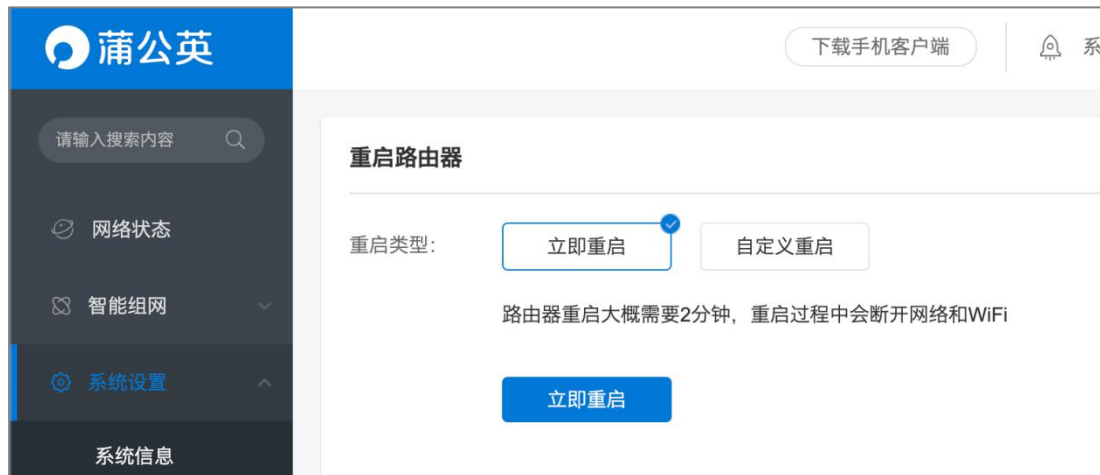 蒲公英
下载手机客户端
系
请输入搜索内容
重启路由器
网络状态
重启类型:
立即重启
自定义重启
智能组网
路由器重启大概需要2分钟，重启过程中会断开网络和WiFi
系统设置
立即重启
系统信息